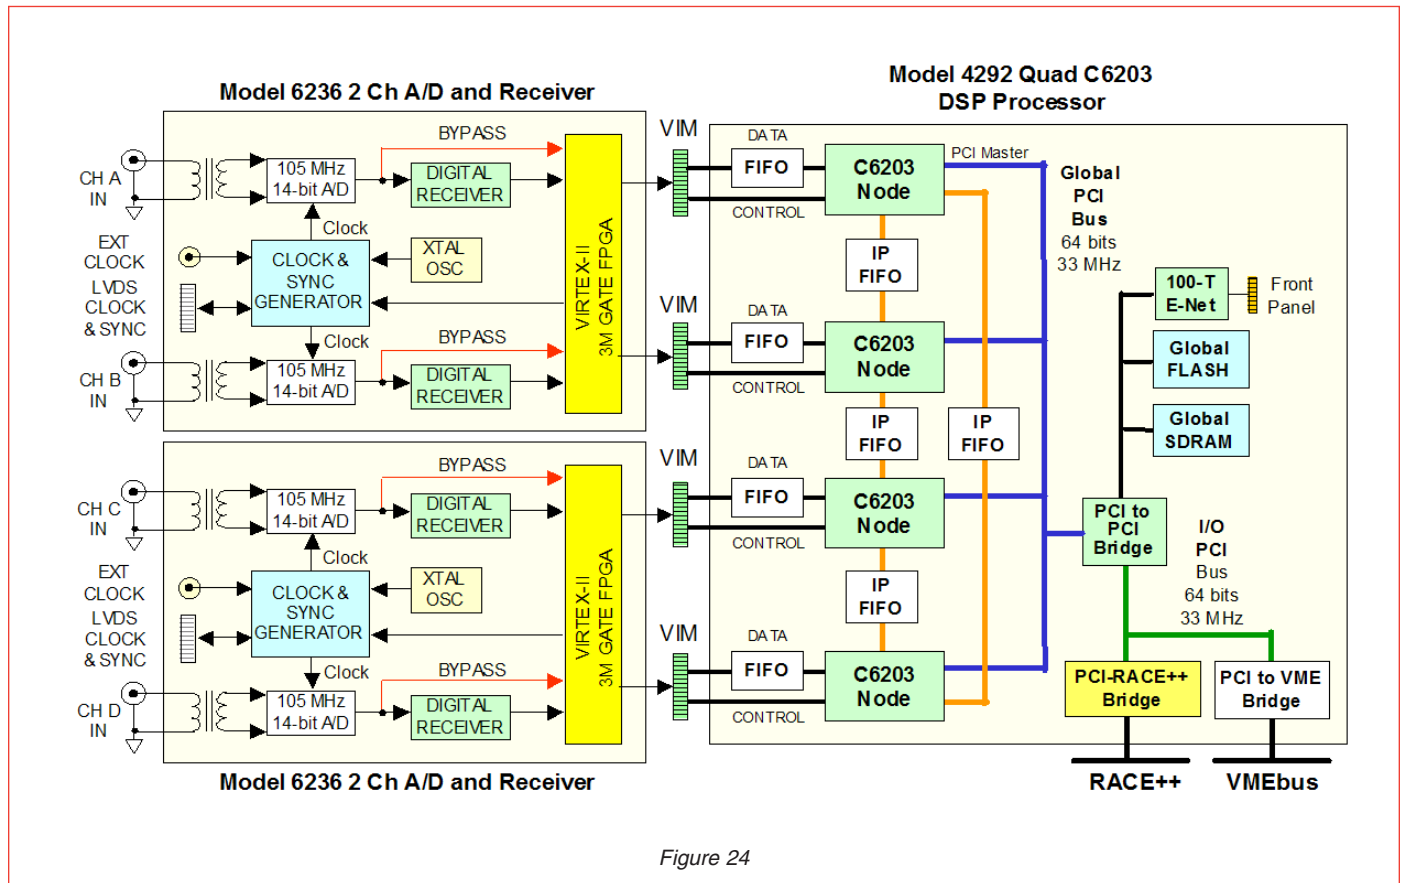 Model 6236 2 Ch A/D and Receiver
Model 4292 Quad C6203
DSP Processor
CH A
IN
105 MHz
14-bit A/D
BYPASS
DIGITAL
RECEIVER
Clock
EXT
CLOCK
CLOCK &
SYNC
GENERATOR
XTAL
OSC
LVDS
CLOCK
& SYNC
Clock
CH B
IN
105 MHz
14-bit A/D
BYPASS
DIGITAL
RECEIVER
VIRTEX-II
3M GATE FPGA
CH C
IN
105 MHz
14-bit A/D
BYPASS
DIGITAL
RECEIVER
Clock
EXT
CLOCK
CLOCK &
SYNC
GENERATOR
XTAL
OSC
LVDS
CLOCK
& SYNC
Clock
CH D
IN
105 MHz
14-bit A/D
BYPASS
DIGITAL
RECEIVER
VIRTEX-II
3M GATE FPGA
Model 6236 2 Ch A/D and Receiver
VIM
DATA
FIFO
CONTROL
C6203
Node
PCI Master
IP
FIFO
VIM
DATA
FIFO
CONTROL
C6203
Node
IP
FIFO
IP
FIFO
VIM
DATA
FIFO
CONTROL
C6203
Node
IP
FIFO
VIM
DATA
FIFO
CONTROL
C6203
Node
Global
PCI
Bus
64 bits
33 MHz
100-T
E-Net
Front
Panel
Global
FLASH
Global
SDRAM
PCI to
PCI
Bridge
I/O
PCI
Bus
64 bits
33 MHz
PCI-RACE++
Bridge
PCI to VME
Bridge
RACE++
VMEbus
Figure 24